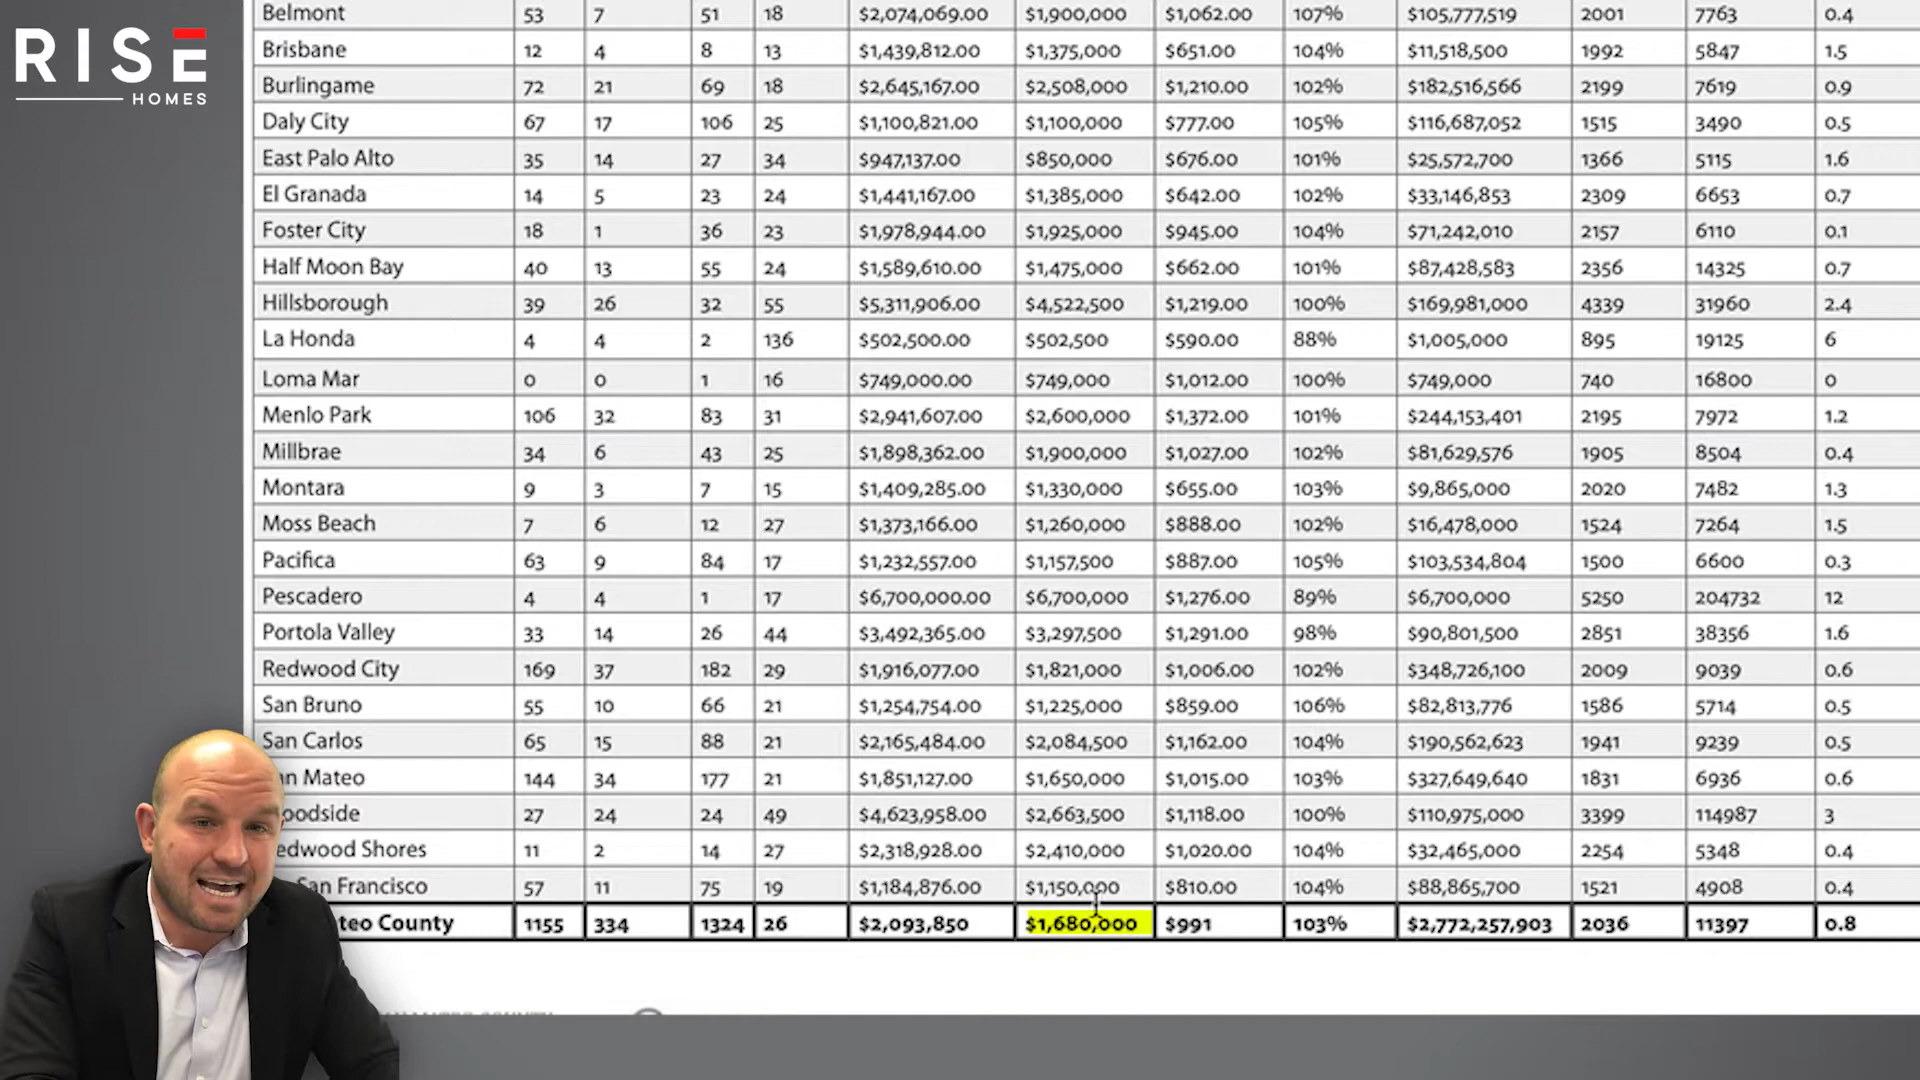 RISE
HOMES
Belmont 53 7 51 18 $2,074,069.00 $1,900,000 $1,062.00 107% $105,777,519 2001 7763 0.4
Brisbane 12 4 8 13 $1,439,812.00 $1,375,000 $651.00 104% $11,518,500 1992 5847 1.5
Burlingame 72 21 69 18 $2,645,167.00 $2,508,000 $1,210.00 102% $182,516,566 2199 7619 0.9
Daly City 67 17 106 25 $1,100,821.00 $1,100,000 $777.00 105% $116,687,052 1515 3490 0.5
East Palo Alto 35 14 27 34 $947,137.00 $850,000 $676.00 101% $25,572,700 1366 5115 1.6
El Granada 14 5 23 24 $1,441,167.00 $1,385,000 $642.00 102% $33,146,853 2309 6653 0.7
Foster City 18 1 36 23 $1,978,944.00 $1,925,000 $945.00 104% $71,242,010 2157 6110 0.1
Half Moon Bay 40 13 55 24 $1,589,610.00 $1,475,000 $662.00 101% $87,428,583 2356 14325 0.7
Hillsborough 39 26 32 55 $5,311,906.00 $4,522,500 $1,219.00 100% $169,981,000 4339 31960 2.4
La Honda 4 4 2 136 $502,500.00 $502,500 $590.00 88% $1,005,000 895 19125 6
Loma Mar 0 0 1 16 $749,000.00 $749,000 $1,012.00 100% $749,000 740 16800 0
Menlo Park 106 32 83 31 $2,941,607.00 $2,600,000 $1,372.00 101% $244,153,401 2195 7972 1.2
Millbrae 34 6 43 25 $1,898,362.00 $1,900,000 $1,027.00 102% $81,629,576 1905 8504 0.4
Montara 9 3 7 15 $1,409,285.00 $1,330,000 $655.00 103% $9,865,000 2020 7482 1.3
Moss Beach 7 6 12 27 $1,373,166.00 $1,260,000 $888.00 102% $16,478,000 1524 7264 1.5
Pacifica 63 9 84 17 $1,232,557.00 $1,157,500 $887.00 105% $103,534,804 1500 6600 0.3
Pescadero 4 4 1 17 $6,700,000.00 $6,700,000 $1,276.00 89% $6,700,000 5250 204732 12
Portola Valley 33 14 26 44 $3,492,365.00 $3,297,500 $1,291.00 98% $90,801,500 2851 38356 1.6
Redwood City 169 37 182 29 $1,916,077.00 $1,821,000 $1,006.00 102% $348,726,100 2009 9039 0.6
San Bruno 55 10 66 21 $1,254,754.00 $1,225,000 $859.00 106% $82,813,776 1586 5714 0.5
San Carlos 65 15 88 21 $2,165,484.00 $2,084,500 $1,162.00 104% $190,562,623 1941 9239 0.5
an Mateo 144 34 177 21 $1,851,127.00 $1,650,000 $1,015.00 103% $327,649,640 1831 6936 0.6
oodside 27 24 24 49 $4,623,958.00 $2,663,500 $1,118.00 100% $110,975,000 3399 114987 3
edwood Shores 11 2 14 27 $2,318,928.00 $2,410,000 $1,020.00 104% $32,465,000 2254 5348 0.4
San Francisco 57 11 75 19 $1,184,876.00 $1,150,000 $810.00 104% $88,865,700 1521 4908 0.4
teo County 1155 334 1324 26 $2,093,850 $1,680,000 $991 103% $2,772,257,903 2036 11397 0.8